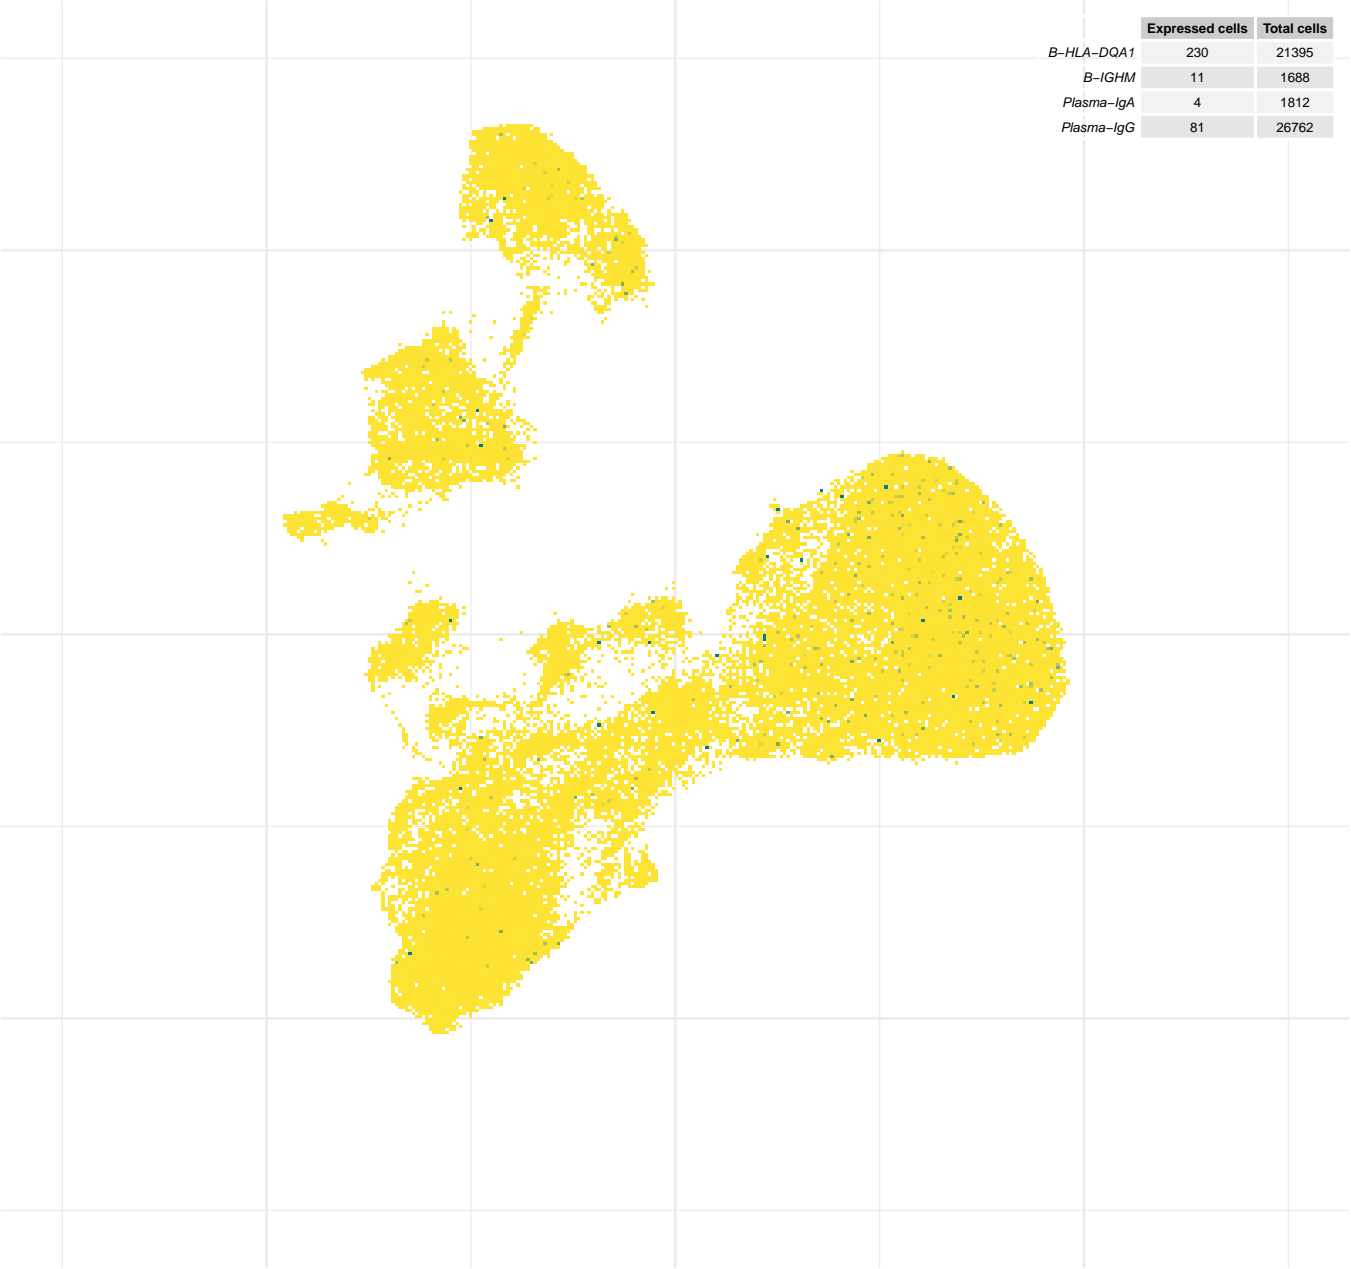 Expressed cells Total cells
B−HLA−DQA1 230 21395
B−IGHM 11 1688
Plasma−IgA 4 1812
Plasma−IgG 81 26762